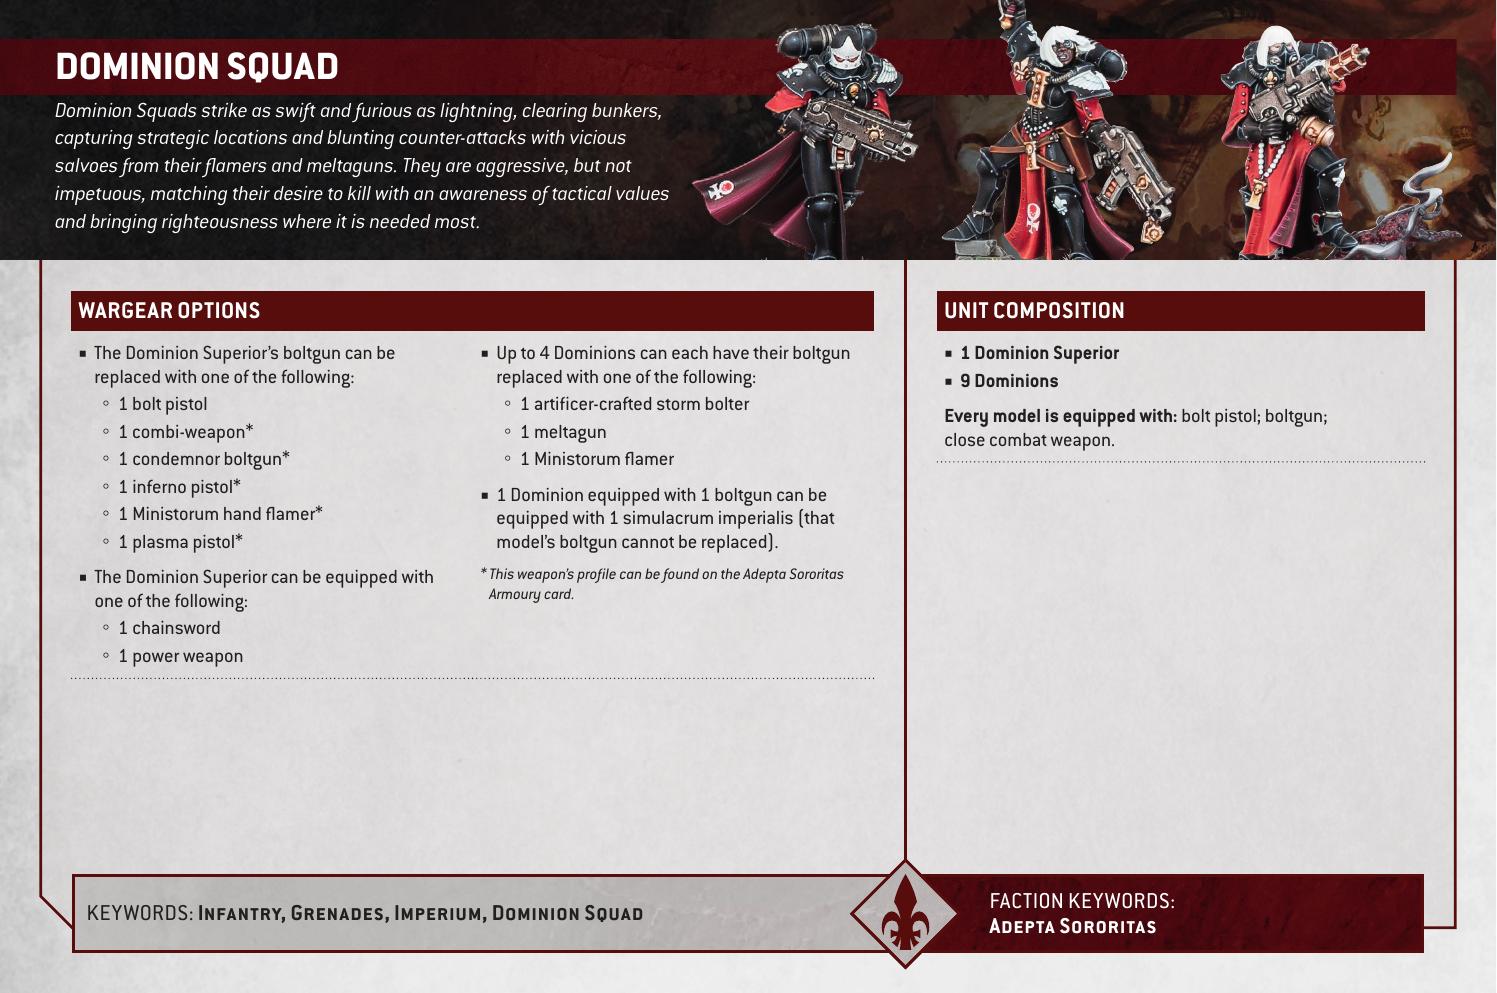 DOMINION SQUAD
Dominion Squads strike as swift and furious as lightning, clearing bunkers,
capturing strategic locations and blunting counter-attacks with vicious
salvoes from their flamers and meltaguns. They are aggressive, but not
impetuous, matching their desire to kill with an awareness of tactical values
and bringing righteousness where it is needed most.
WARGEAR OPTIONS
■ The Dominion Superior’s boltgun can be
replaced with one of the following:
◦ 1 bolt pistol
◦ 1 combi-weapon*
◦ 1 condemnor boltgun*
◦ 1 inferno pistol*
◦ 1 Ministorum hand flamer*
◦ 1 plasma pistol*
■ The Dominion Superior can be equipped with
one of the following:
◦ 1 chainsword
◦ 1 power weapon
■ Up to 4 Dominions can each have their boltgun
replaced with one of the following:
◦ 1 artificer-crafted storm bolter
◦ 1 meltagun
◦ 1 Ministorum flamer
■ 1 Dominion equipped with 1 boltgun can be
equipped with 1 simulacrum imperialis (that
model’s boltgun cannot be replaced).
* This weapon’s profile can be found on the Adepta Sororitas
Armoury card.
UNIT COMPOSITION
■ 1 Dominion Superior
■ 9 Dominions
Every model is equipped with: bolt pistol; boltgun;
close combat weapon.
KEYWORDS: Infantry, Grenades, Imperium, Dominion Squad
FACTION KEYWORDS:
Adepta Sororitas